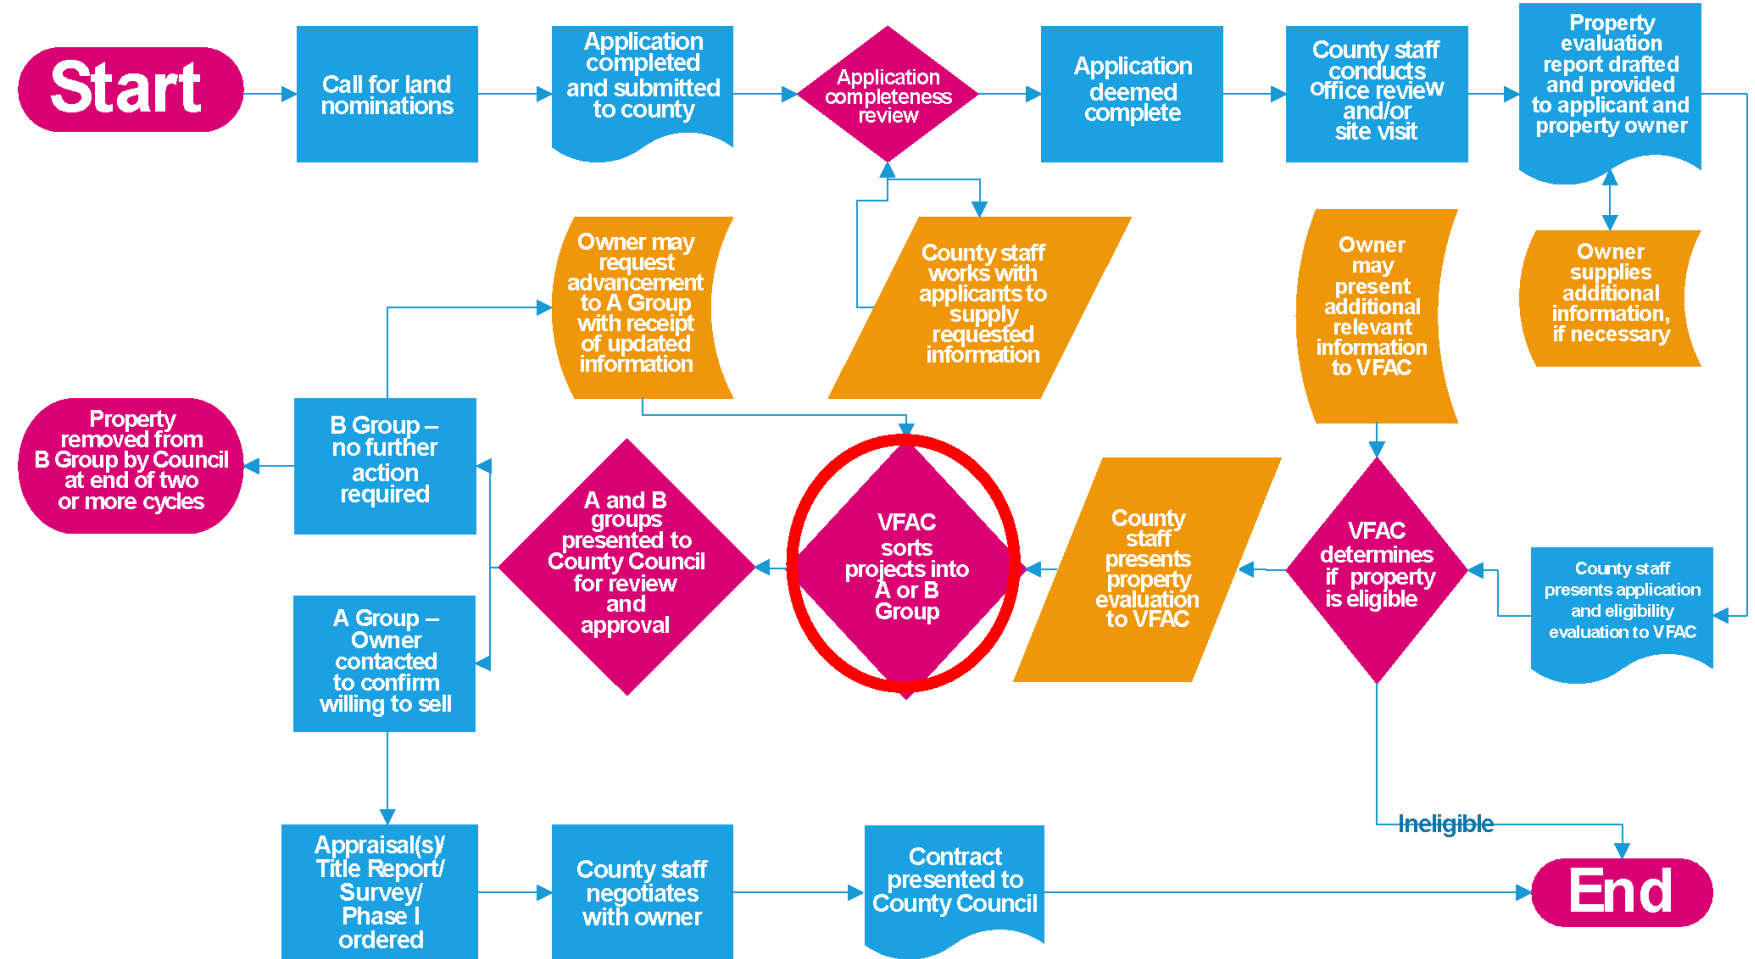 Start
Call for land
nominations
Application
completed
and submitted
to county
Application
completeness
review
Application
deemed
complete
County staff
conducts
office review
and/or
site visit
Property
evaluation
report drafted
and provided
to applicant and
property owner
Owner may
request
advancement
to A Group
with receipt
of updated
information
County staff
works with
applicants to
supply
requested
information
Owner
may
present
additional
relevant
information
to VFAC
Owner
supplies
additional
information,
if necessary
Property
removed from
B Group by Council
at end of two
or more cycles
B Group –
no further
action
required
A and B
groups
presented to
County Council
for review
and
approval
VFAC
sorts
projects into
A or B
Group
County
staff
presents
property
evaluation
to VFAC
VFAC
determines
if property
is eligible
County staff
presents application
and eligibility
evaluation to VFAC
A Group –
Owner
contacted
to confirm
willing to sell
Ineligible
Appraisal(s)/
Title Report/
Survey/
Phase I
ordered
County staff
negotiates
with owner
Contract
presented to
County Council
End